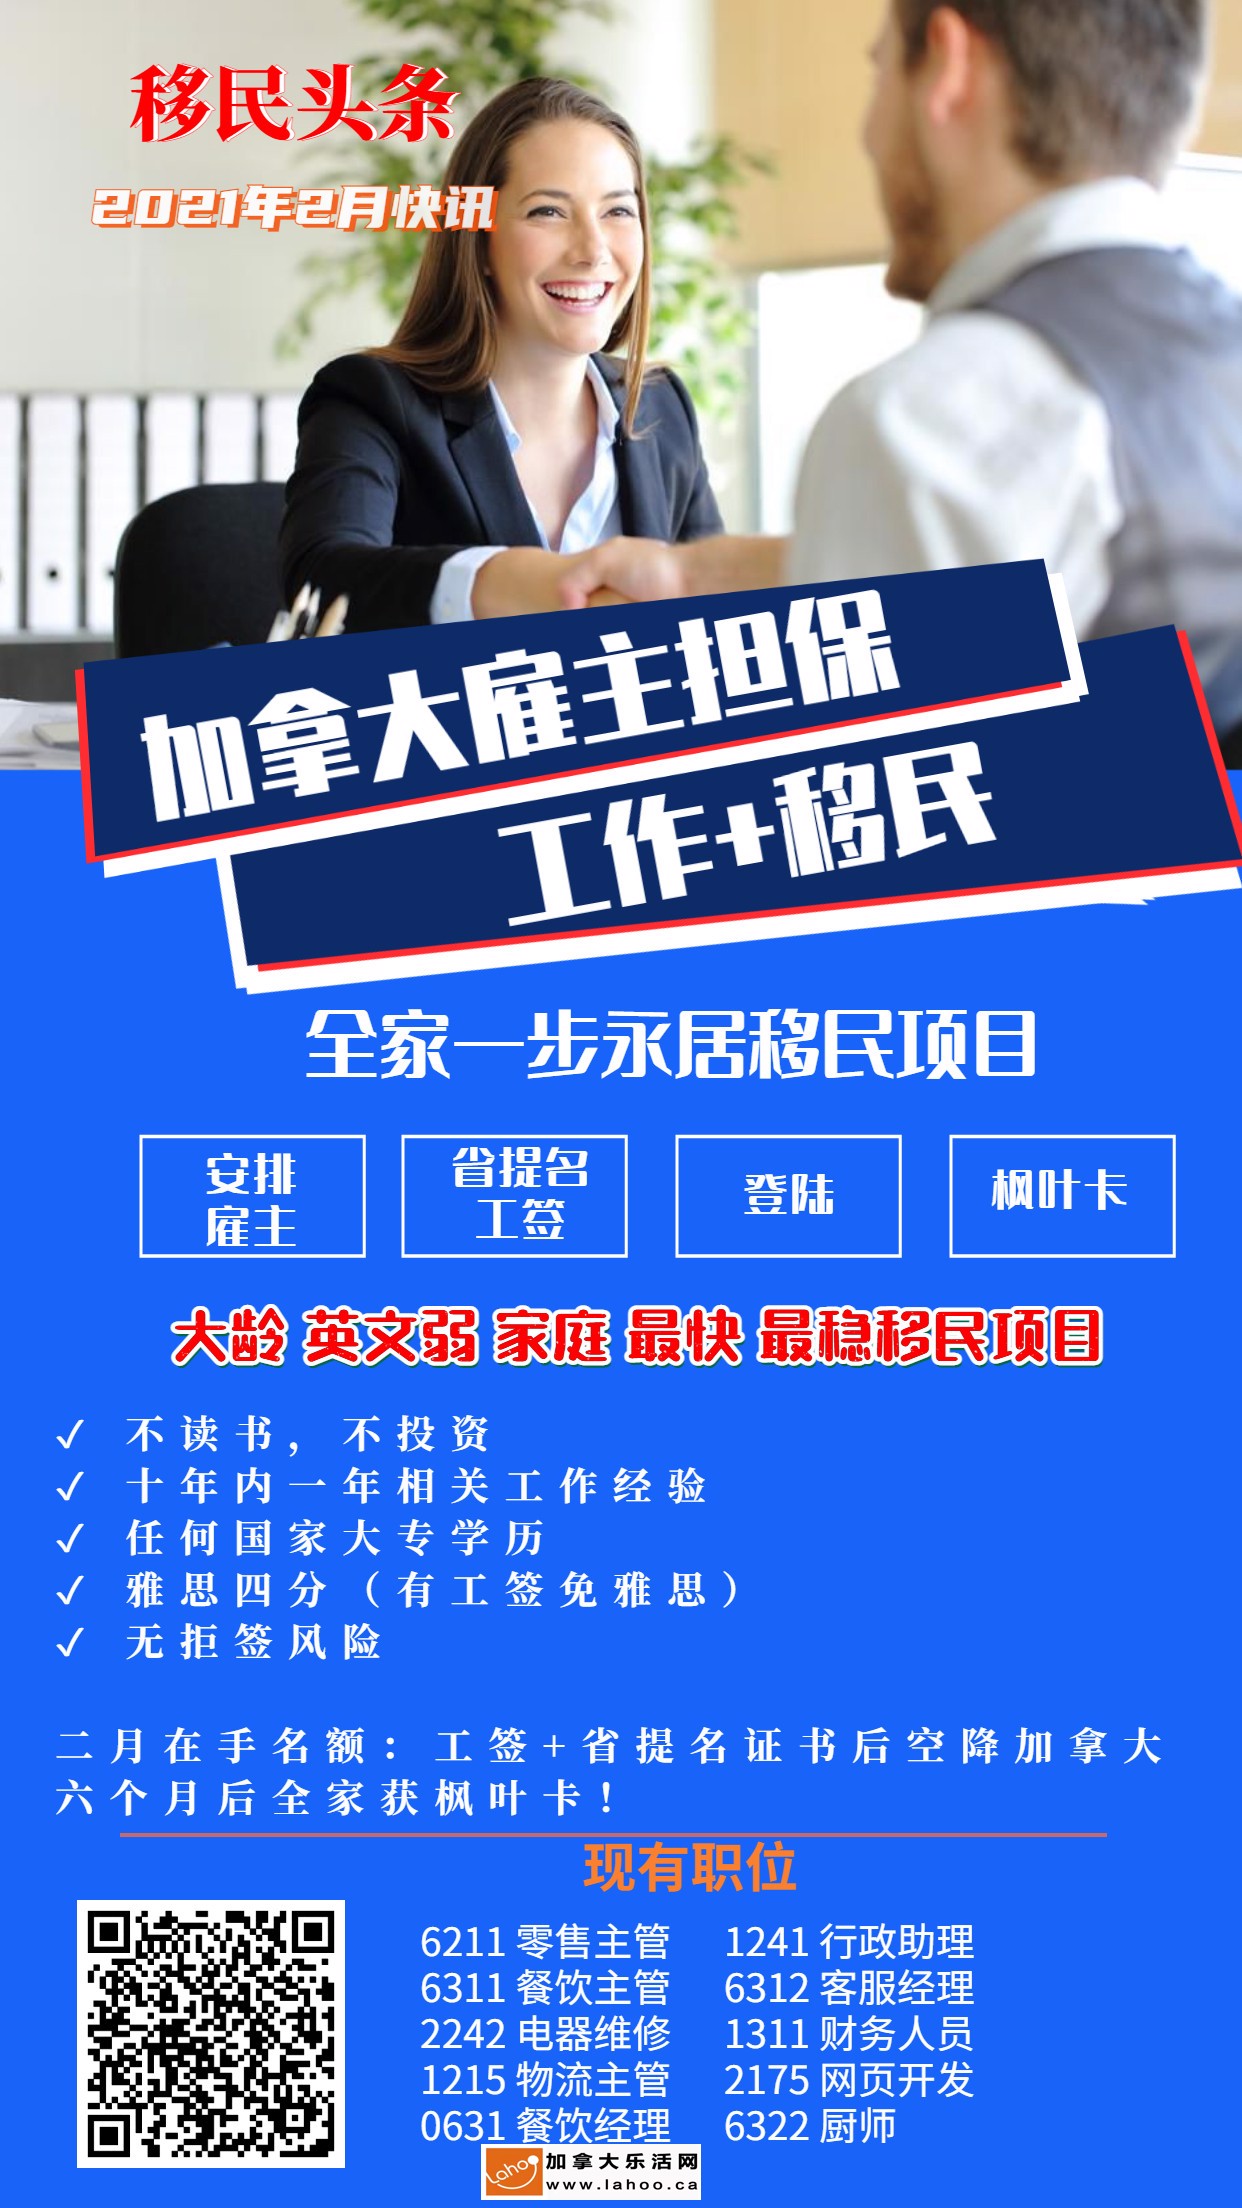 移民头条
2021年2月快讯
加拿大雇主担保
工作+移民
全家一步永居移民项目
安排
雇主
省提名
工签
登陆
枫叶卡
大龄 英文弱 家庭 最快 最稳移民项目
✓ 不读书，不投资
✓ 十年内一年相关工作经验
✓ 任何国家大专学历
✓ 雅思四分（有工签免雅思）
✓ 无拒签风险
二月在手名额：工签+省提名证书后空降加拿大
六个月后全家获枫叶卡！
现有职位
6211 零售主管 1241 行政助理
6311 餐饮主管 6312 客服经理
2242 电器维修 1311 财务人员
1215 物流主管 2175 网页开发
0631 餐饮经理 6322 厨师
Lahoo 加拿大乐活网
www.lahoo.ca